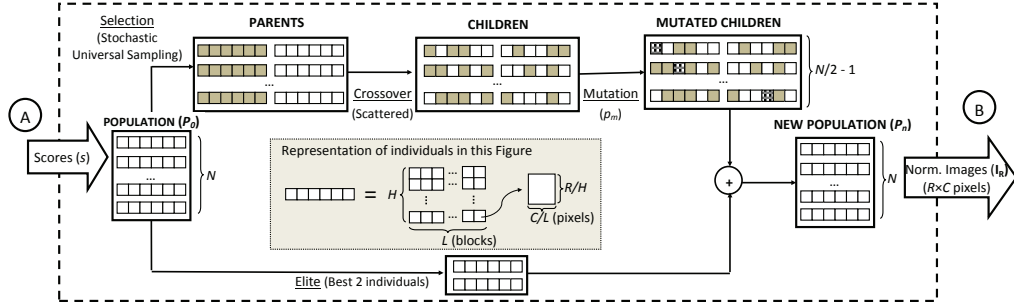 Selection
(Stochastic
Universal Sampling)
PARENTS
CHILDREN
MUTATED CHILDREN
...
...
...
N/2 - 1
Crossover
(Scattered)
Mutation
(pm)
A
Scores (s)
POPULATION (P0)
...
N
Representation of individuals in this Figure
=
H
...
...
...
L (blocks)
R/H
C/L (pixels)
+
NEW POPULATION (Pn)
...
N
B
Norm. Images (IR)
(R×C pixels)
Elite (Best 2 individuals)